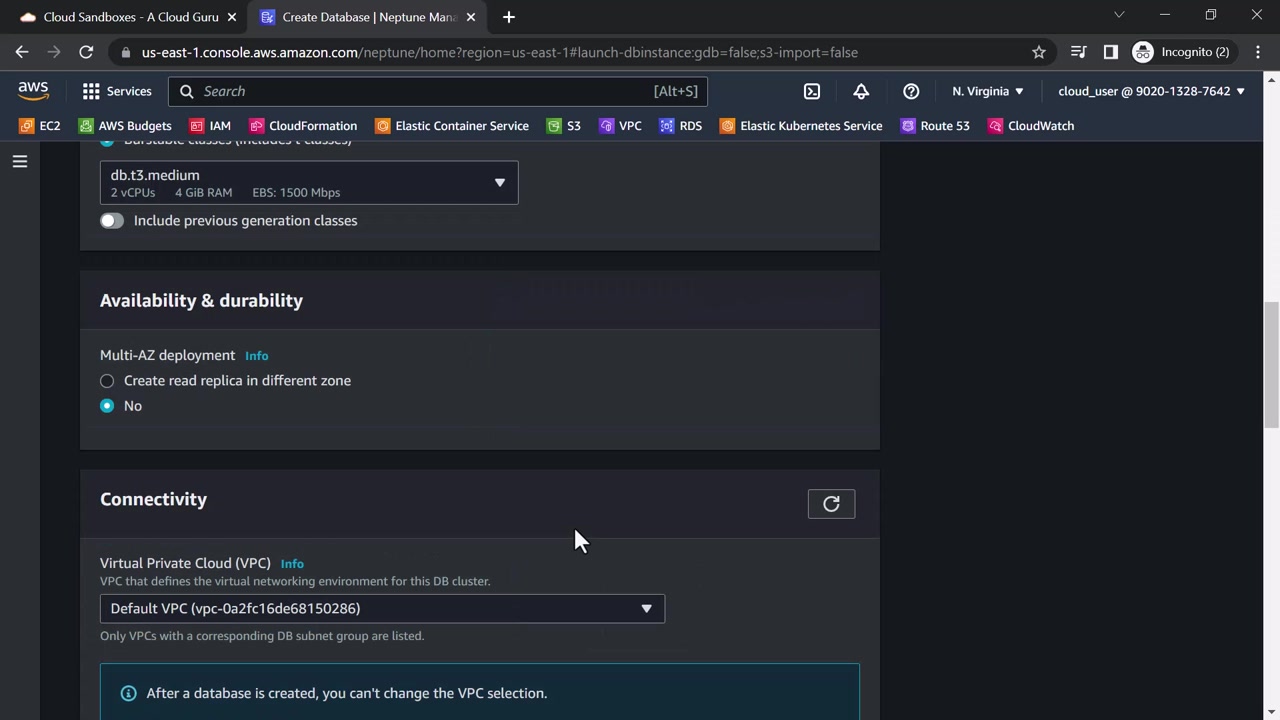 Cloud Sandboxes - A Cloud Guru
Create Database | Neptune Mana
us-east-1.console.aws.amazon.com/neptune/home?region=us-east-1#launch-dbinstance:gdb=false;s3-import=false
Incognito (2)
aws
Services
Search
[Alt+S]
N. Virginia
cloud_user @ 9020-1328-7642
EC2
AWS Budgets
IAM
CloudFormation
Elastic Container Service
S3
VPC
RDS
Elastic Kubernetes Service
Route 53
CloudWatch
Burstable classes (includes t classes)
db.t3.medium
2 vCPUs 4 GiB RAM EBS: 1500 Mbps
Include previous generation classes
Availability & durability
Multi-AZ deployment Info
Create read replica in different zone
No
Connectivity
Virtual Private Cloud (VPC) Info
VPC that defines the virtual networking environment for this DB cluster.
Default VPC (vpc-0a2fc16de68150286)
Only VPCs with a corresponding DB subnet group are listed.
After a database is created, you can't change the VPC selection.